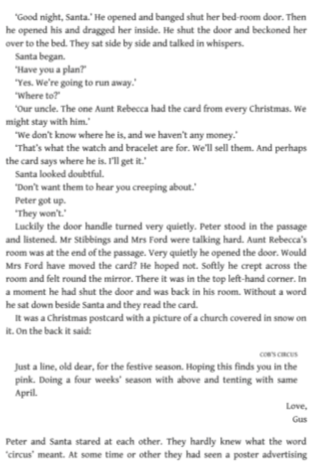 'Good night, Santa.' He opened and banged shut her bed-room door. Then
he opened his and dragged her inside. He shut the door and beckoned her
over to the bed. They sat side by side and talked in whispers.
Santa began.
'Have you a plan?'
'Yes. We're going to run away.'
'Where to?'
'Our uncle. The one Aunt Rebecca had the card from every Christmas. We
might stay with him.'
'We don't know where he is, and we haven't any money.'
'That's what the watch and bracelet are for. We'll sell them. And perhaps
the card says where he is. I'll get it.'
Santa looked doubtful.
'Don't want them to hear you creeping about.'
Peter got up.
'They won't.'
Luckily the door handle turned very quietly. Peter stood in the passage
and listened. Mr Stibbings and Mrs Ford were talking hard. Aunt Rebecca's
room was at the end of the passage. Very quietly he opened the door. Would
Mrs Ford have moved the card? He hoped not. Softly he crept across the
room and felt round the mirror. There it was in the top left-hand corner. In
a moment he had shut the door and was back in his room. Without a word
he sat down beside Santa and they read the card.
It was a Christmas postcard with a picture of a church covered in snow on
it. On the back it said:
COB'S CIRCUS
Just a line, old dear, for the festive season. Hoping this finds you in the
pink. Doing a four weeks' season with above and tenting with same
April.
Love,
Gus
Peter and Santa stared at each other. They hardly knew what the word
'circus' meant. At some time or other they had seen a poster advertising